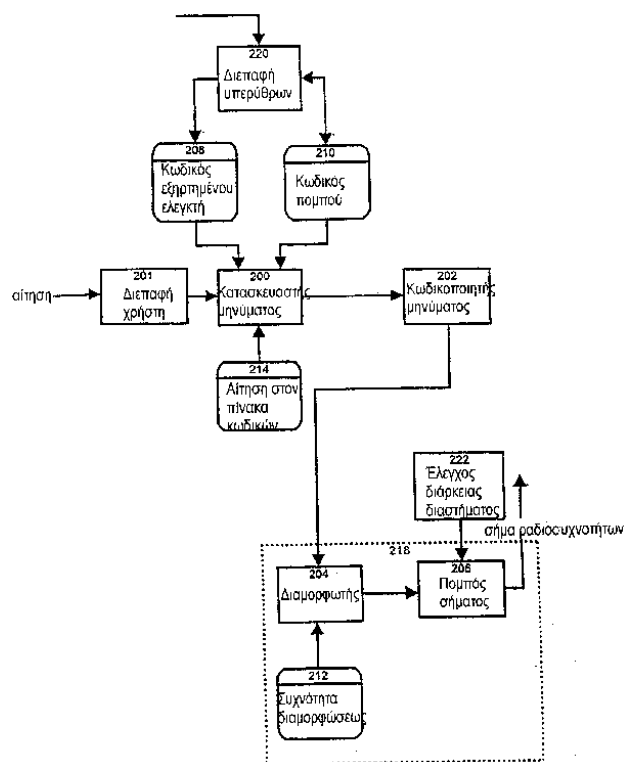 220
Διεπαφή
υπερύθρων
208
Κωδικός
εξηρτημένου
ελεγκτή
210
Κωδικός
πομπού
αίτηση
201
Διεπαφή
χρήστη
200
Κατασκευαστής
μηνύματος
202
Κωδικοποιητής
μηνύματος
214
Αίτηση στον
πίνακα
κωδικών
222
Έλεγχος
διάρκειας
διαστήματος
σήμα ραδιοσυχνοτήτων
218
204
Διαμορφωτής
206
Πομπός
σήματος
212
Συχνότητα
διαμορφώσεως